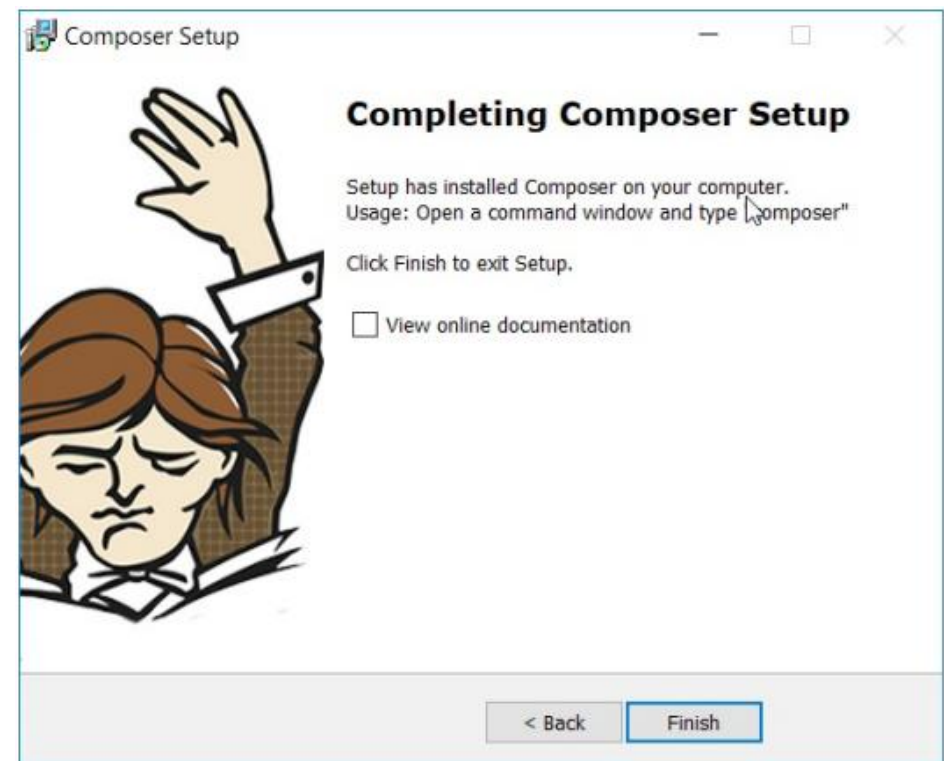 Composer Setup
Completing Composer Setup
Setup has installed Composer on your computer.
Usage: Open a command window and type "composer"
Click Finish to exit Setup.
View online documentation
< Back
Finish